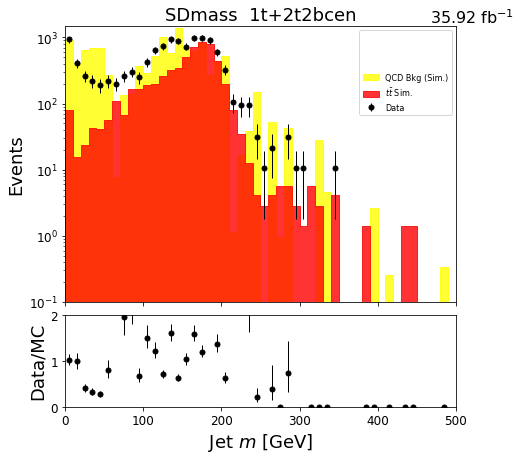 SDmass 1t+2t2bcen
35.92 fb⁻¹
QCD Bkg (Sim.)
tt̄ Sim.
Data
Events
10³
10²
10¹
10⁰
10⁻¹
Data/MC
2
1
0
0 100 200 300 400 500
Jet m [GeV]